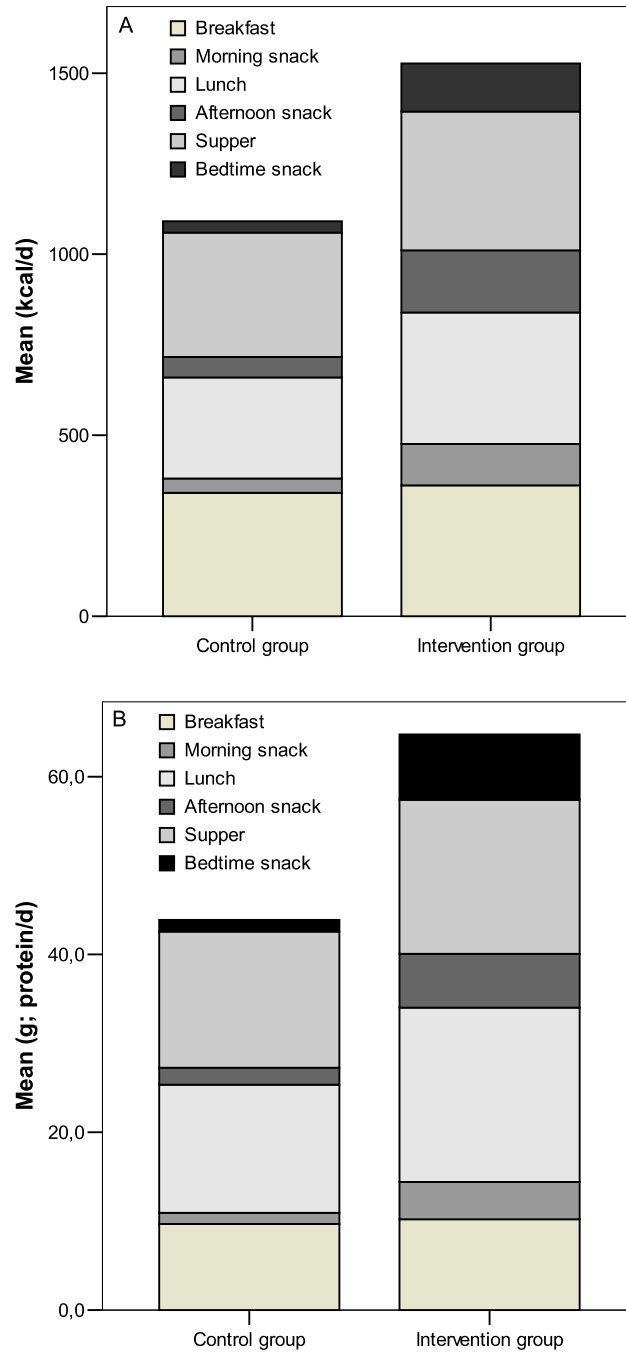 A
Breakfast
Morning snack
Lunch
Afternoon snack
Supper
Bedtime snack
1500
1000
500
0
Mean (kcal/d)
Control group
Intervention group
B
Breakfast
Morning snack
Lunch
Afternoon snack
Supper
Bedtime snack
60,0
40,0
20,0
0,0
Mean (g; protein/d)
Control group
Intervention group